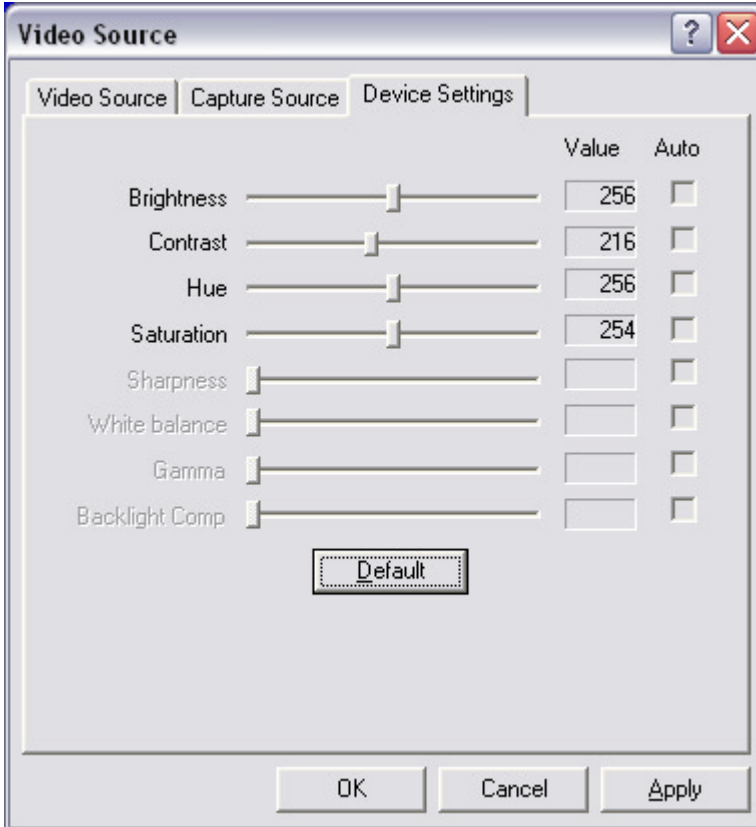 Video Source
?
Video Source Capture Source Device Settings
Value Auto
Brightness 256
Contrast 216
Hue 256
Saturation 254
Sharpness
White balance
Gamma
Backlight Comp
Default
OK Cancel Apply